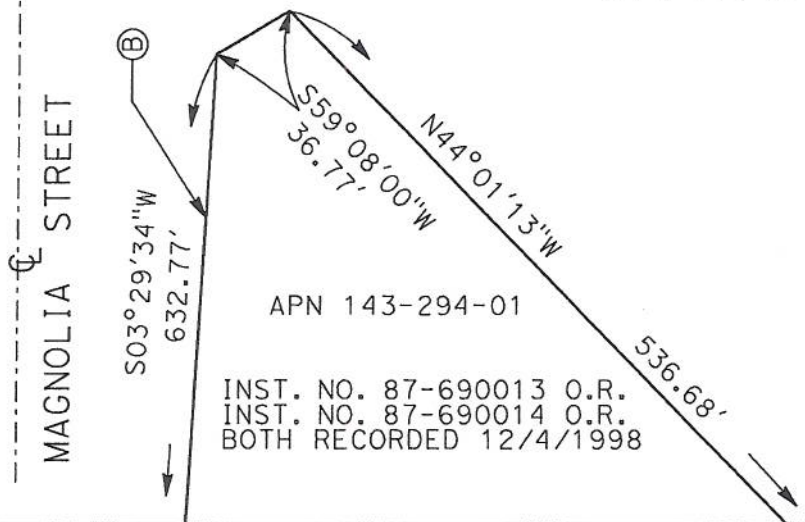 B
S59°08'00"W
36.77'
N44°01'13"W
536.68'
S03°29'34"W
632.77'
℄
MAGNOLIA STREET
APN 143-294-01
INST. NO. 87-690013 O.R.
INST. NO. 87-690014 O.R.
BOTH RECORDED 12/4/1998